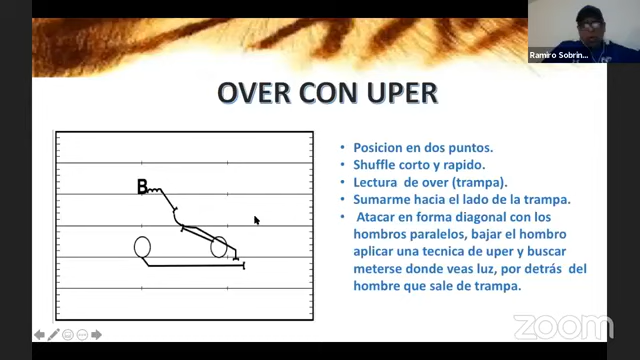 Ramiro Sobrin...
OVER CON UPER
B
• Posicion en dos puntos.
• Shuffle corto y rapido.
• Lectura de over (trampa).
• Sumarme hacia el lado de la trampa.
• Atacar en forma diagonal con los
hombros paralelos, bajar el hombro
aplicar una tecnica de uper y buscar
meterse donde veas luz, por detrás del
hombre que sale de trampa.
zoom